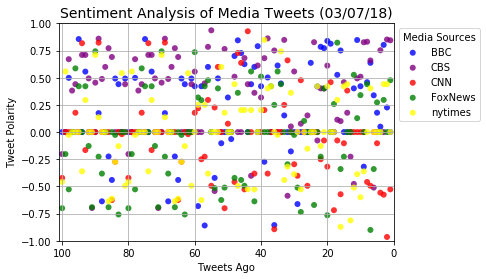 Sentiment Analysis of Media Tweets (03/07/18)
1.00
0.75
0.50
0.25
0.00
−0.25
−0.50
−0.75
−1.00
Tweet Polarity
100
80
60
40
20
0
Tweets Ago
Media Sources
BBC
CBS
CNN
FoxNews
nytimes